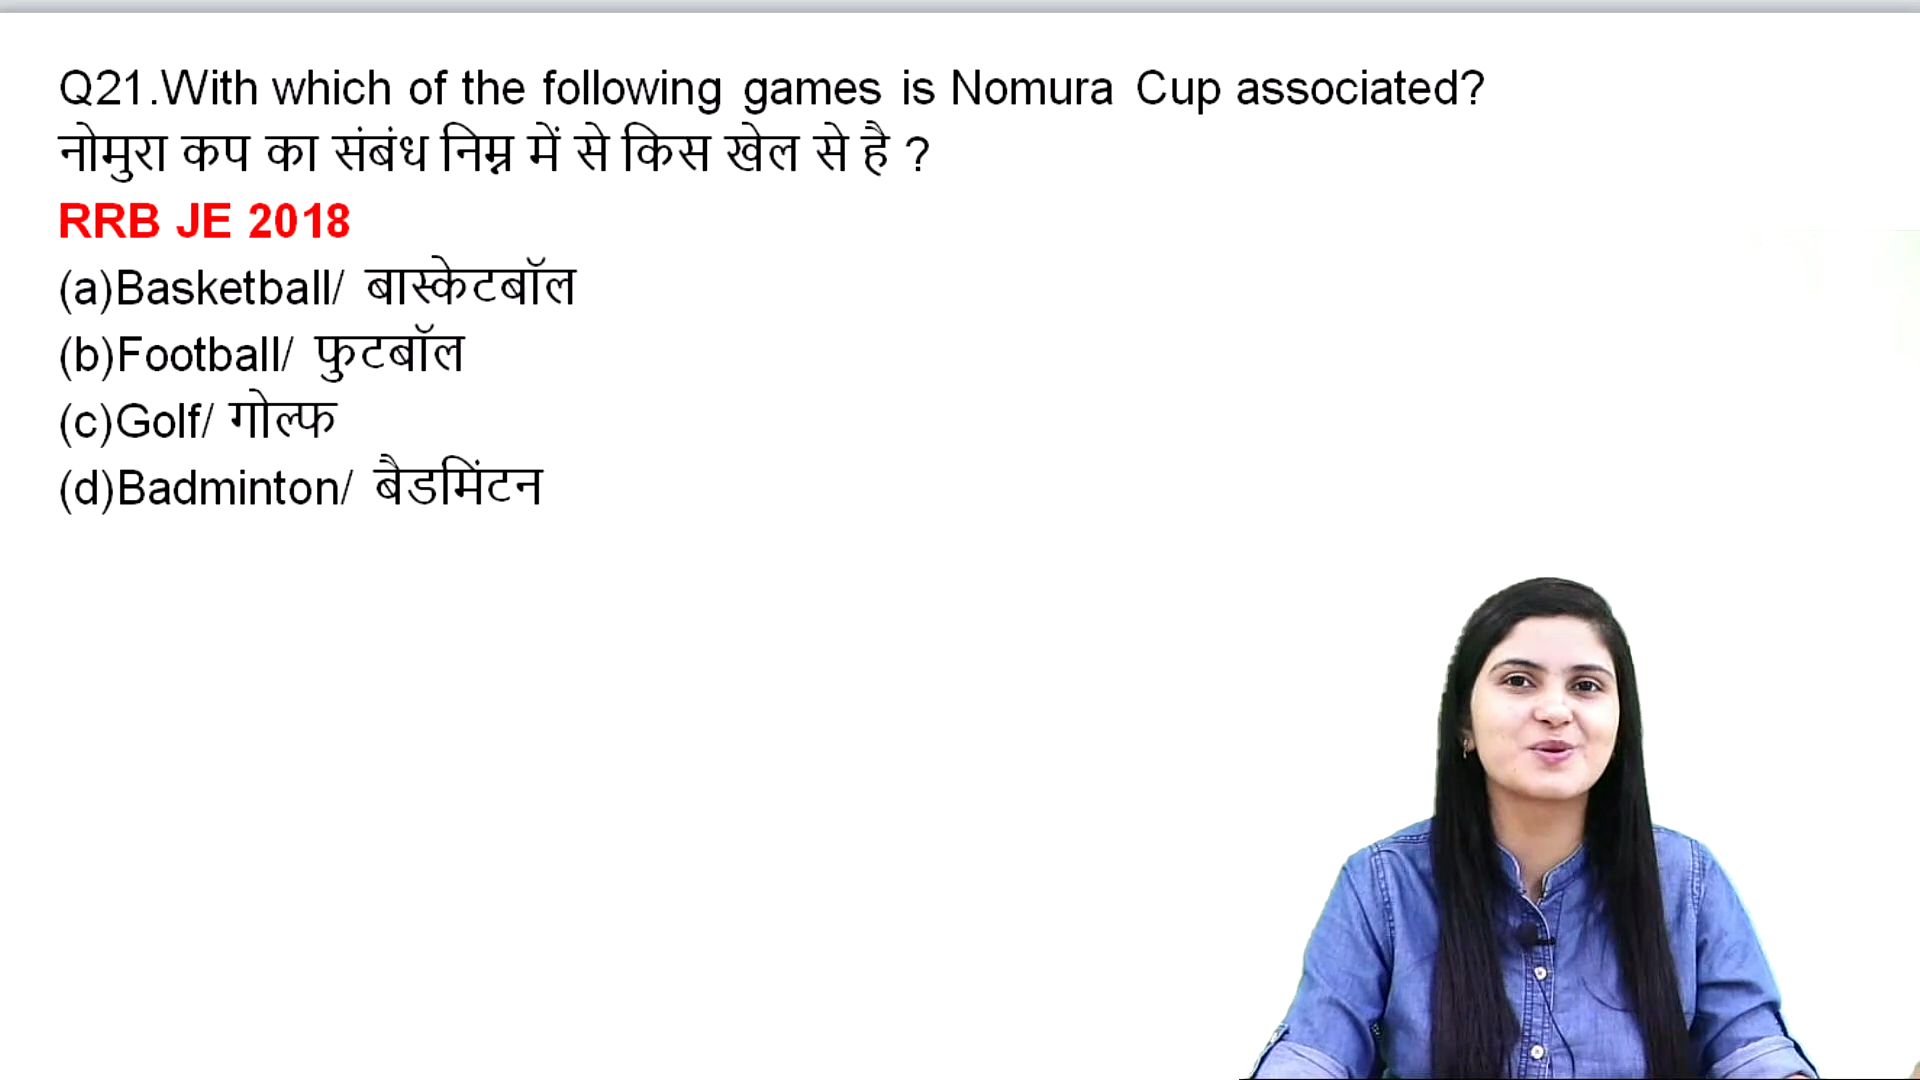 Q21.With which of the following games is Nomura Cup associated?
नोमुरा कप का संबंध निम्न में से किस खेल से है ?
RRB JE 2018
(a)Basketball/ बास्केटबॉल
(b)Football/ फुटबॉल
(c)Golf/ गोल्फ
(d)Badminton/ बैडमिंटन